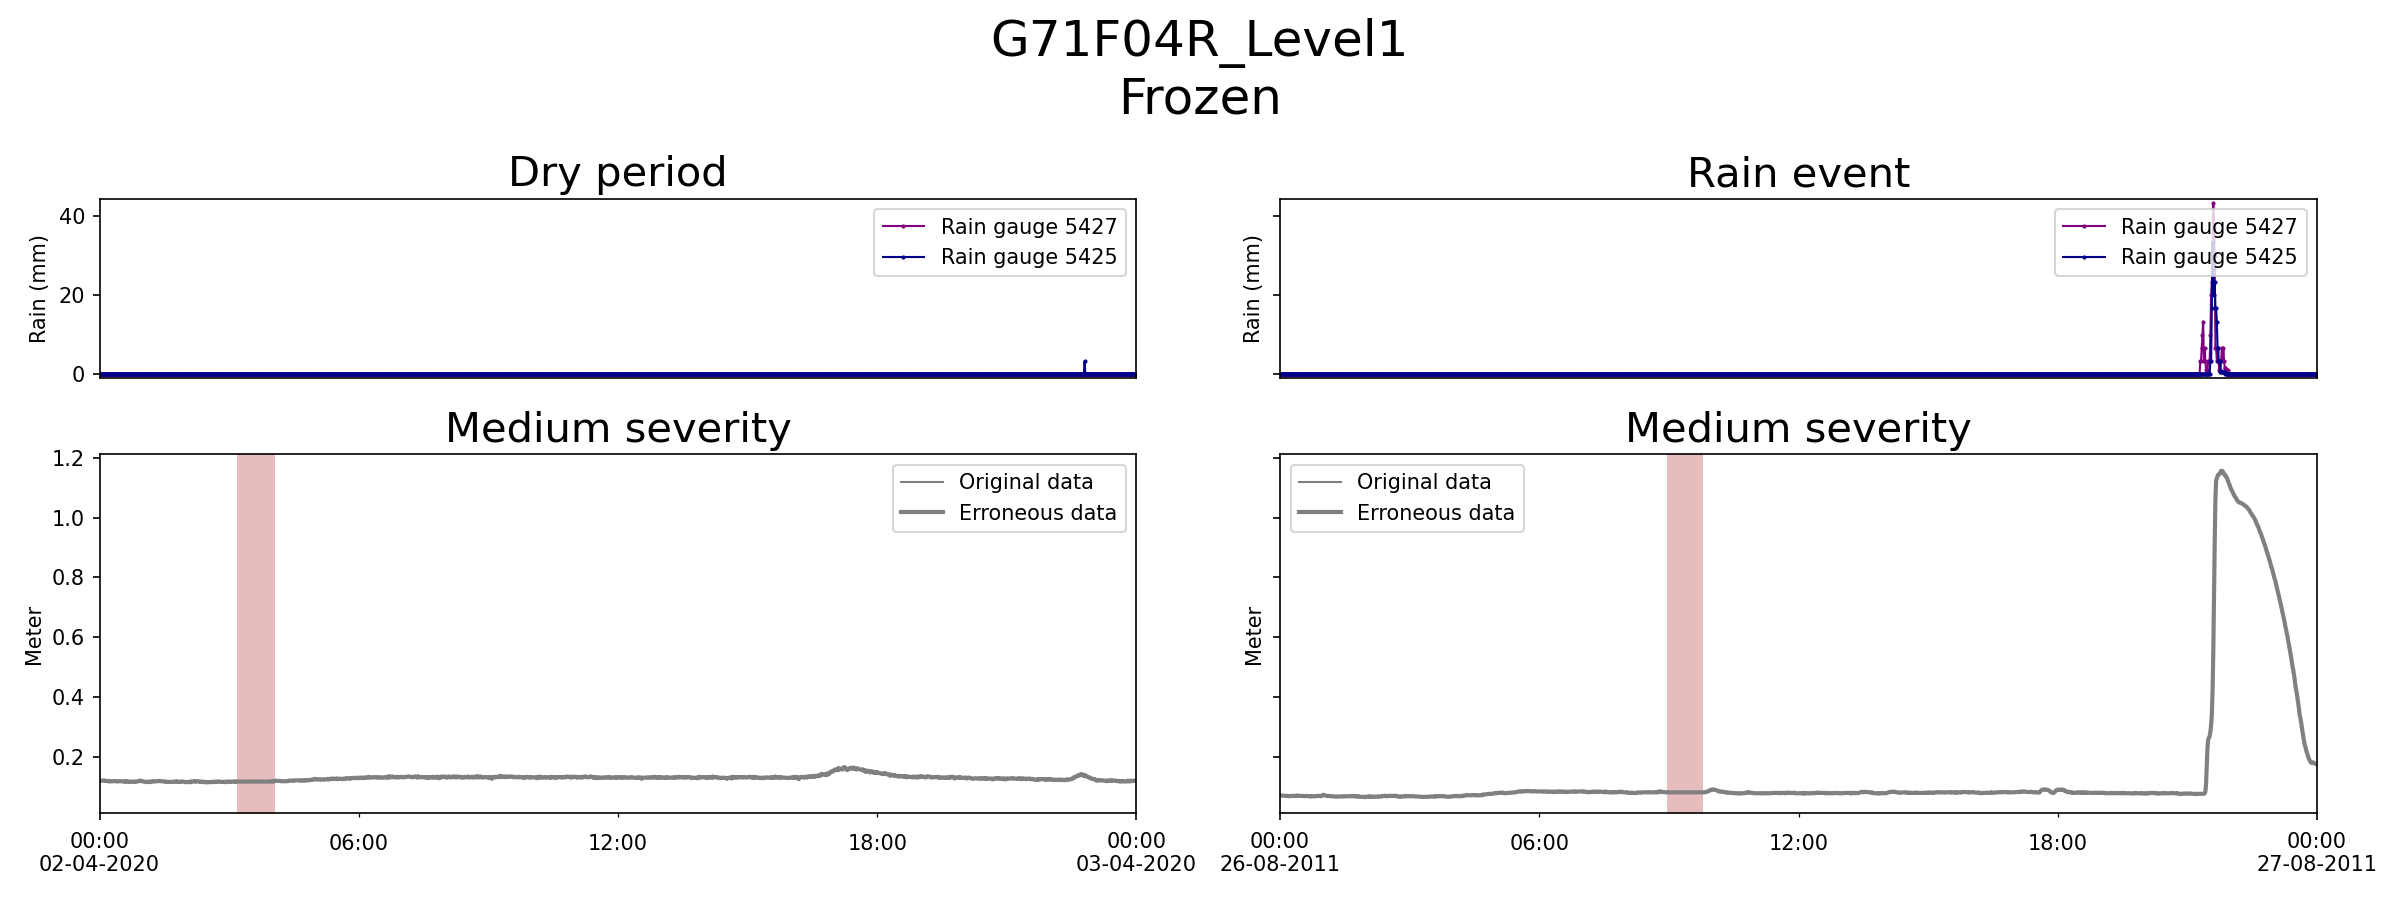 G71F04R_Level1
Frozen
Dry period
Rain event
Rain (mm)
40
20
0
Rain gauge 5427
Rain gauge 5425
Rain (mm)
Rain gauge 5427
Rain gauge 5425
Medium severity
Medium severity
Meter
1.2
1.0
0.8
0.6
0.4
0.2
Original data
Erroneous data
Meter
Original data
Erroneous data
00:00
02-04-2020
06:00
12:00
18:00
00:00
03-04-2020
00:00
26-08-2011
06:00
12:00
18:00
00:00
27-08-2011